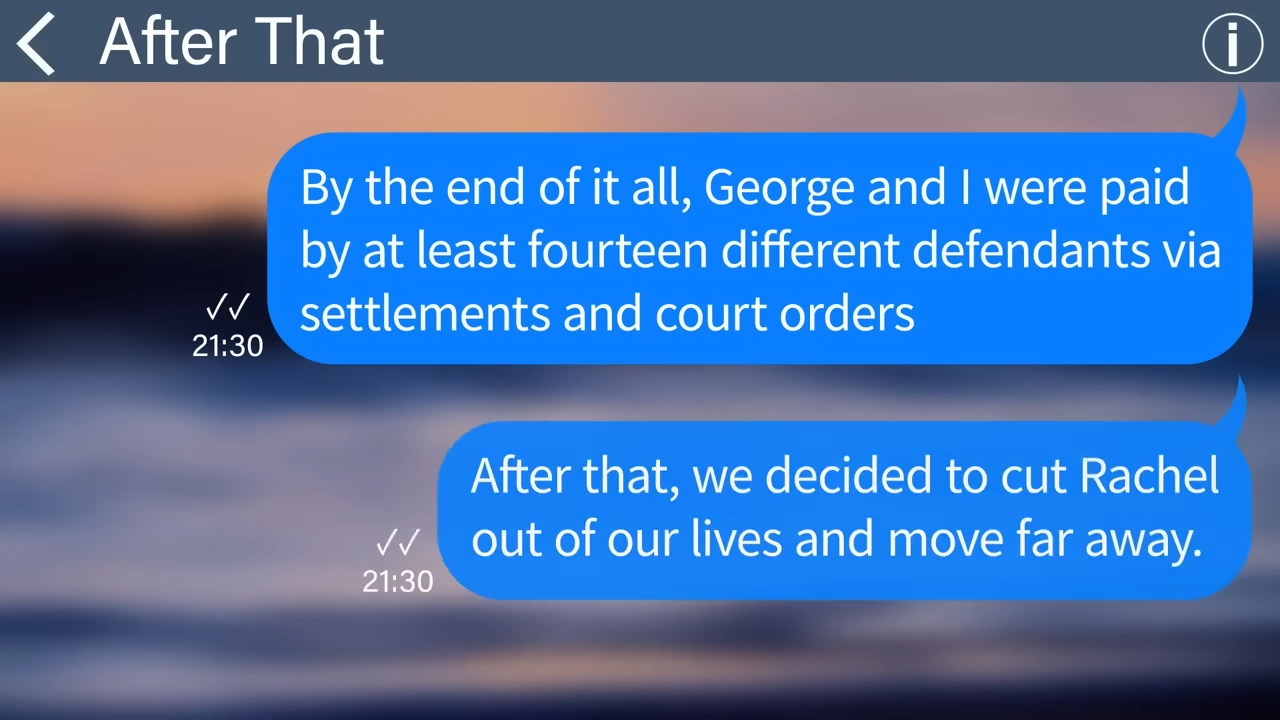 After That
i
By the end of it all, George and I were paid
by at least fourteen different defendants via
settlements and court orders
21:30
After that, we decided to cut Rachel
out of our lives and move far away.
21:30